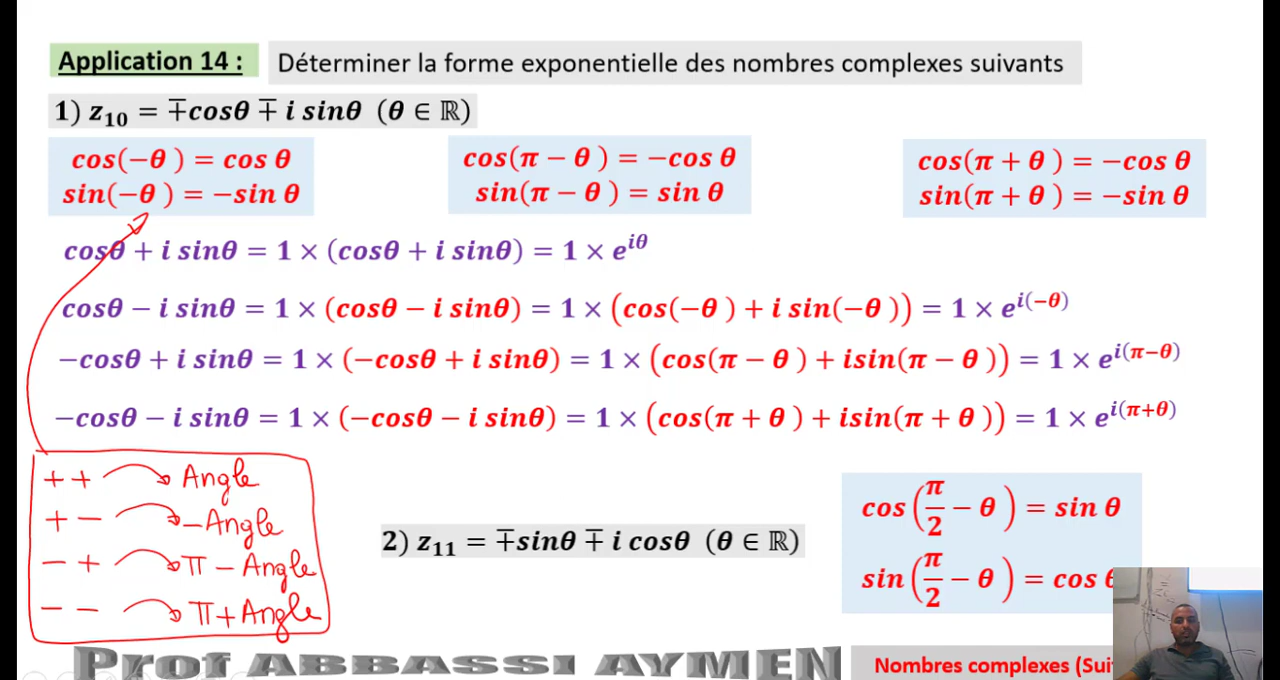 Application 14 : Déterminer la forme exponentielle des nombres complexes suivants
1) z₁₀ = ∓cosθ ∓ i sinθ (θ ∈ ℝ)
cos(−θ ) = cos θ
sin(−θ ) = −sin θ
cos(π − θ ) = −cos θ
sin(π − θ ) = sin θ
cos(π + θ ) = −cos θ
sin(π + θ ) = −sin θ
cosθ + i sinθ = 1 × (cosθ + i sinθ) = 1 × e^{iθ}
cosθ − i sinθ = 1 × (cosθ − i sinθ) = 1 × (cos(−θ ) + i sin(−θ )) = 1 × e^{i(−θ)}
−cosθ + i sinθ = 1 × (−cosθ + i sinθ) = 1 × (cos(π − θ ) + isin(π − θ )) = 1 × e^{i(π−θ)}
−cosθ − i sinθ = 1 × (−cosθ − i sinθ) = 1 × (cos(π + θ ) + isin(π + θ )) = 1 × e^{i(π+θ)}
+ + → Angle
+ − → −Angle
− + → π − Angle
− − → π + Angle
2) z₁₁ = ∓sinθ ∓ i cosθ (θ ∈ ℝ)
cos(π/2 − θ ) = sin θ
sin(π/2 − θ ) = cos
Prof ABBASSI AYMEN
Nombres complexes (Sui